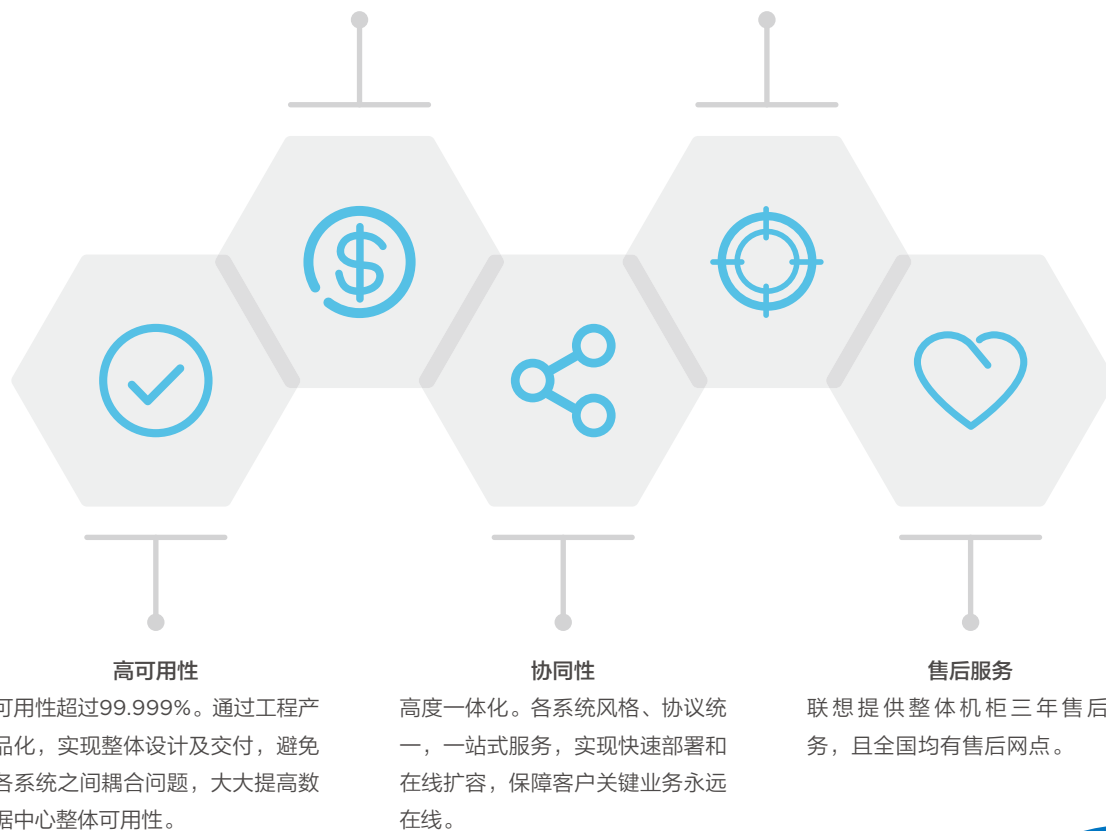 高可用性
可用性超过99.999%。通过工程产
品化，实现整体设计及交付，避免
各系统之间耦合问题，大大提高数
据中心整体可用性。
协同性
高度一体化。各系统风格、协议统
一，一站式服务，实现快速部署和
在线扩容，保障客户关键业务永远
在线。
售后服务
联想提供整体机柜三年售后
务，且全国均有售后网点。